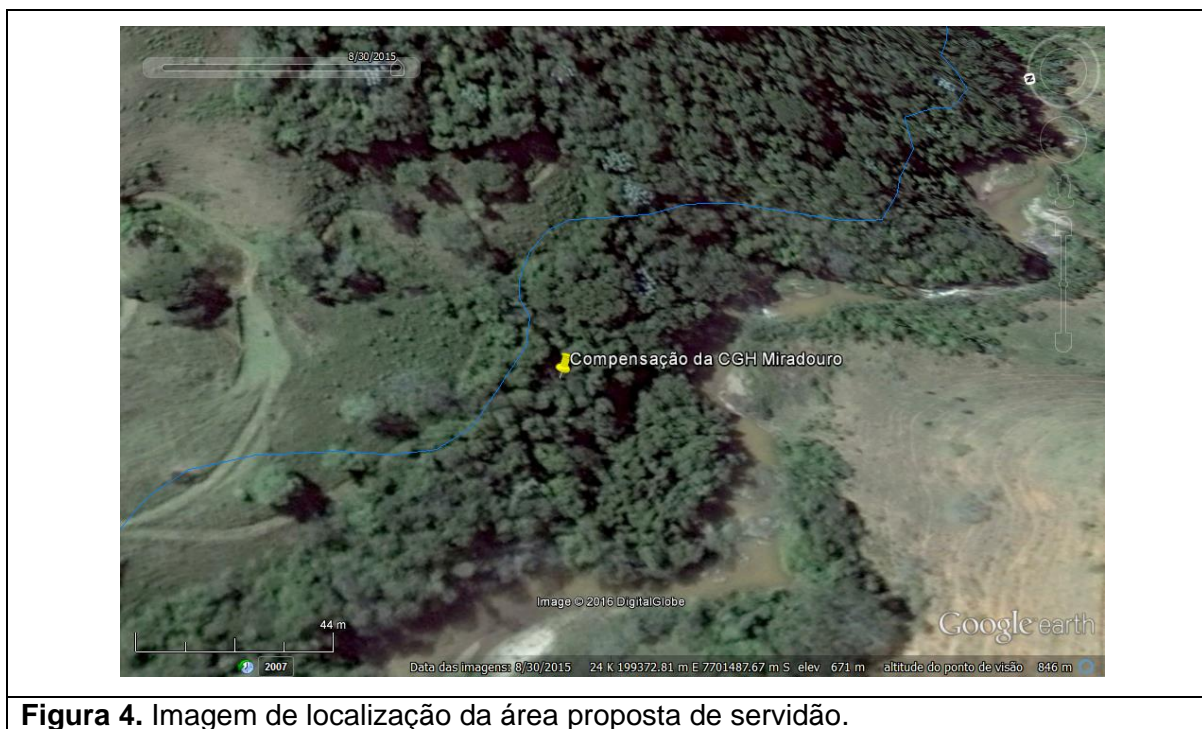 8/30/2015
N
Compensação da CGH Miradouro
Image © 2016 DigitalGlobe
Google earth
44 m
2007
Data das imagens: 8/30/2015 24 K 199372.81 m E 7701487.67 m S elev 671 m altitude do ponto de visão 846 m
Figura 4. Imagem de localização da área proposta de servidão.